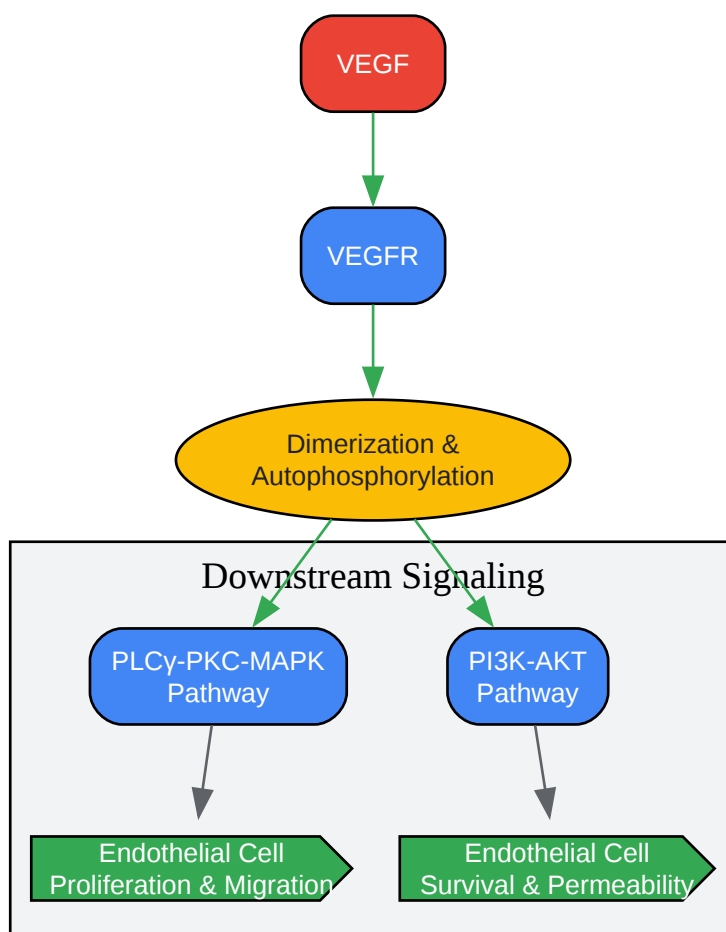 VEGF
VEGFR
Dimerization &
Autophosphorylation
Downstream Signaling
PLCγ-PKC-MAPK
Pathway
PI3K-AKT
Pathway
Endothelial Cell
Proliferation & Migration
Endothelial Cell
Survival & Permeability